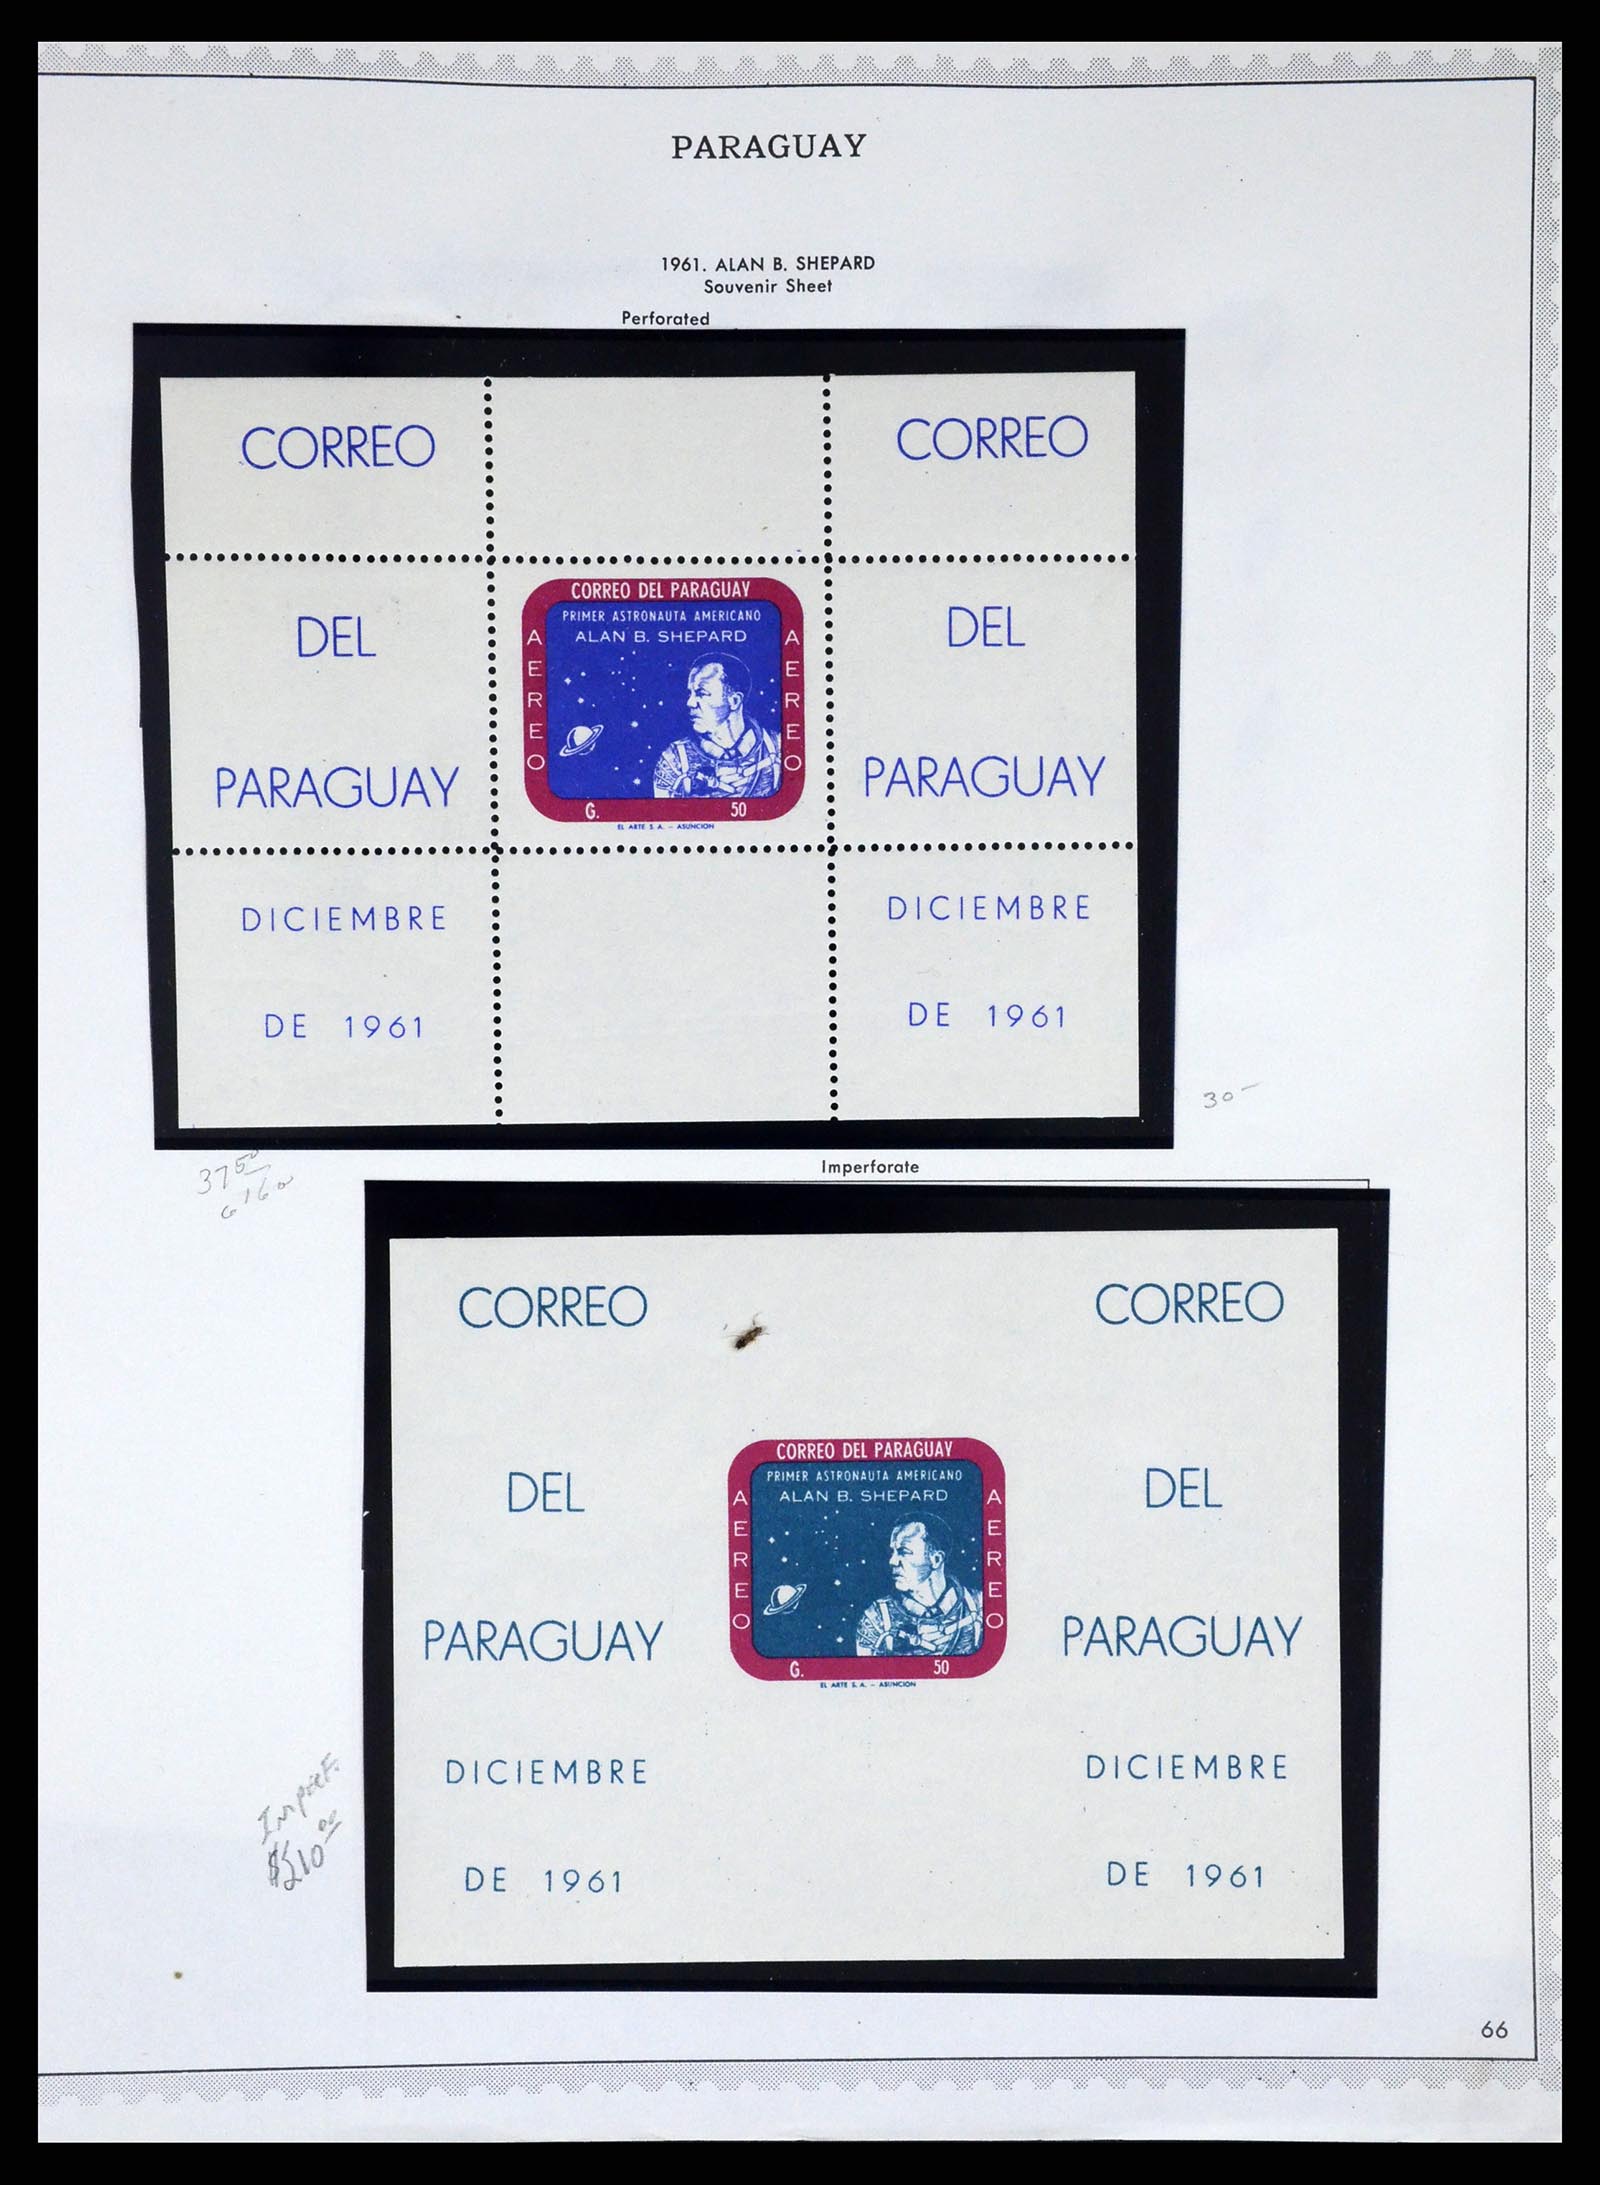 PARAGUAY
1961. ALAN B. SHEPARD
Souvenir Sheet
Perforated
CORREO
CORREO
CORREO DEL PARAGUAY
PRIMER ASTRONAUTA AMERICANO
ALAN B. SHEPARD
AEREO
AEREO
G. 50
EL ARTE S. A. - ASUNCION
DEL
PARAGUAY
DEL
PARAGUAY
DICIEMBRE
DE 1961
DICIEMBRE
DE 1961
30-
37 50
Imperforate
CORREO
CORREO
CORREO DEL PARAGUAY
PRIMER ASTRONAUTA AMERICANO
ALAN B. SHEPARD
AEREO
AEREO
G. 50
EL ARTE S. A. - ASUNCION
DEL
PARAGUAY
DEL
PARAGUAY
DICIEMBRE
DE 1961
DICIEMBRE
DE 1961
Imperf.
66